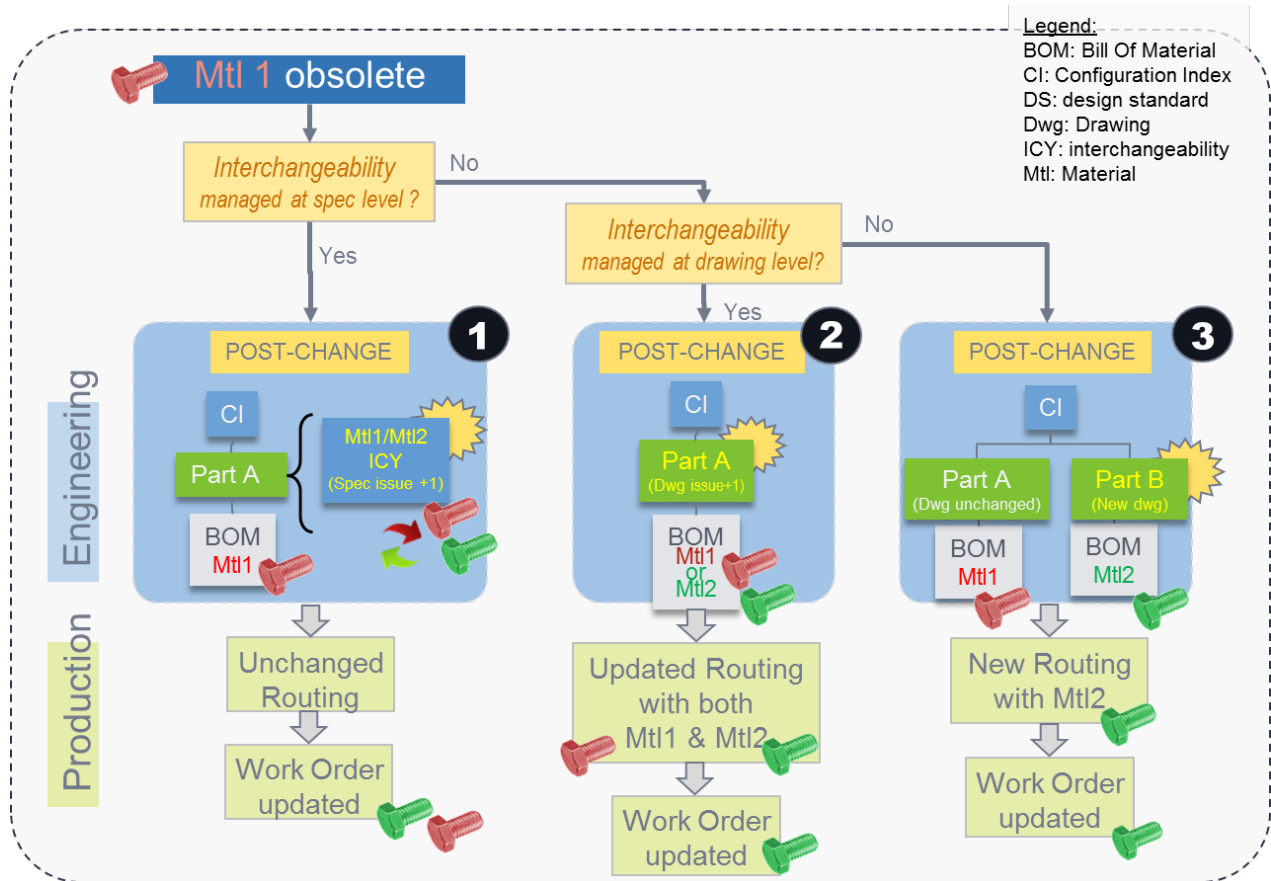 Legend:
BOM: Bill Of Material
CI: Configuration Index
DS: design standard
Dwg: Drawing
ICY: interchangeability
Mtl: Material
Mtl 1 obsolete
Interchangeability
managed at spec level ?
No
Yes
Interchangeability
managed at drawing level?
No
Yes
Engineering
1
POST-CHANGE
CI
Part A
Mtl1/Mtl2
ICY
(Spec issue +1)
BOM
Mtl1
2
POST-CHANGE
CI
Part A
(Dwg issue+1)
BOM
Mtl1
or
Mtl2
3
POST-CHANGE
CI
Part A
(Dwg unchanged)
Part B
(New dwg)
BOM
Mtl1
BOM
Mtl2
Production
Unchanged
Routing
Work Order
updated
Updated Routing
with both
Mtl1 & Mtl2
Work Order
updated
New Routing
with Mtl2
Work Order
updated